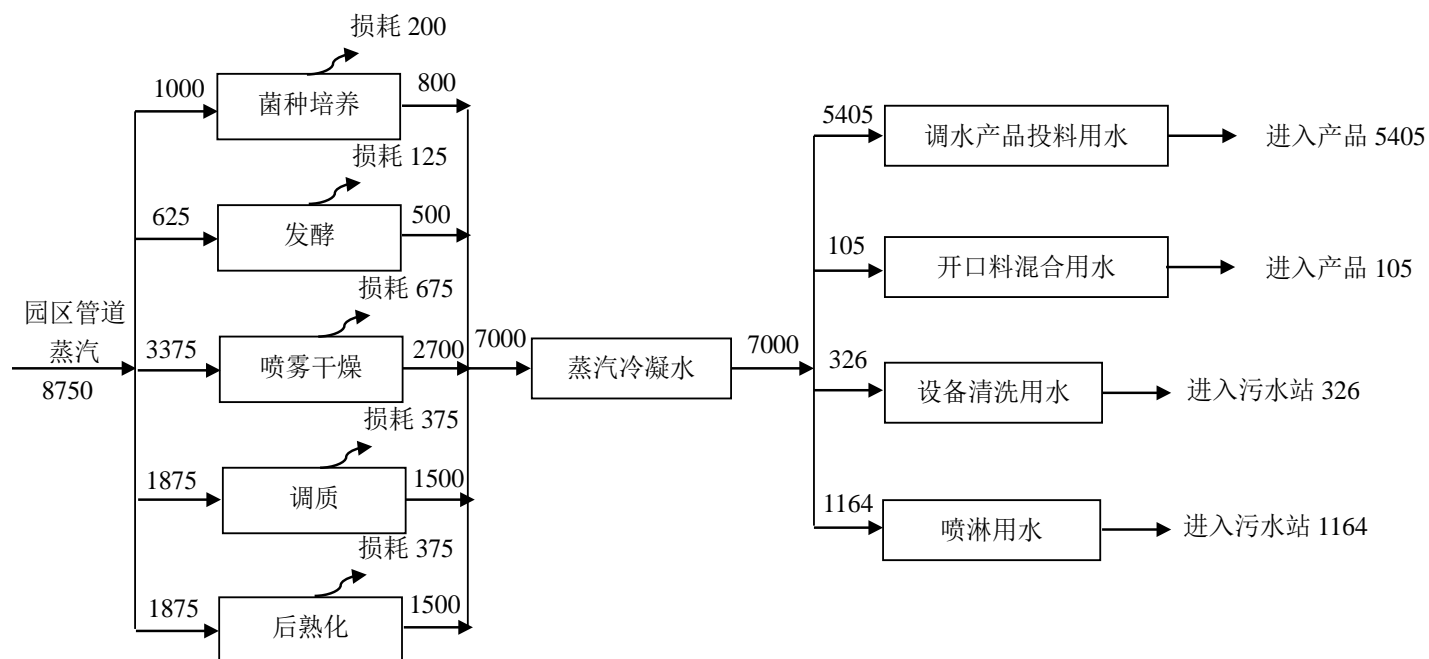 损耗 200
1000
菌种培养
800
损耗 125
625
发酵
500
损耗 675
园区管道
蒸汽
8750
3375
喷雾干燥
2700
7000
蒸汽冷凝水
7000
损耗 375
1875
调质
1500
损耗 375
1875
后熟化
1500
5405
调水产品投料用水
进入产品 5405
105
开口料混合用水
进入产品 105
326
设备清洗用水
进入污水站 326
1164
喷淋用水
进入污水站 1164